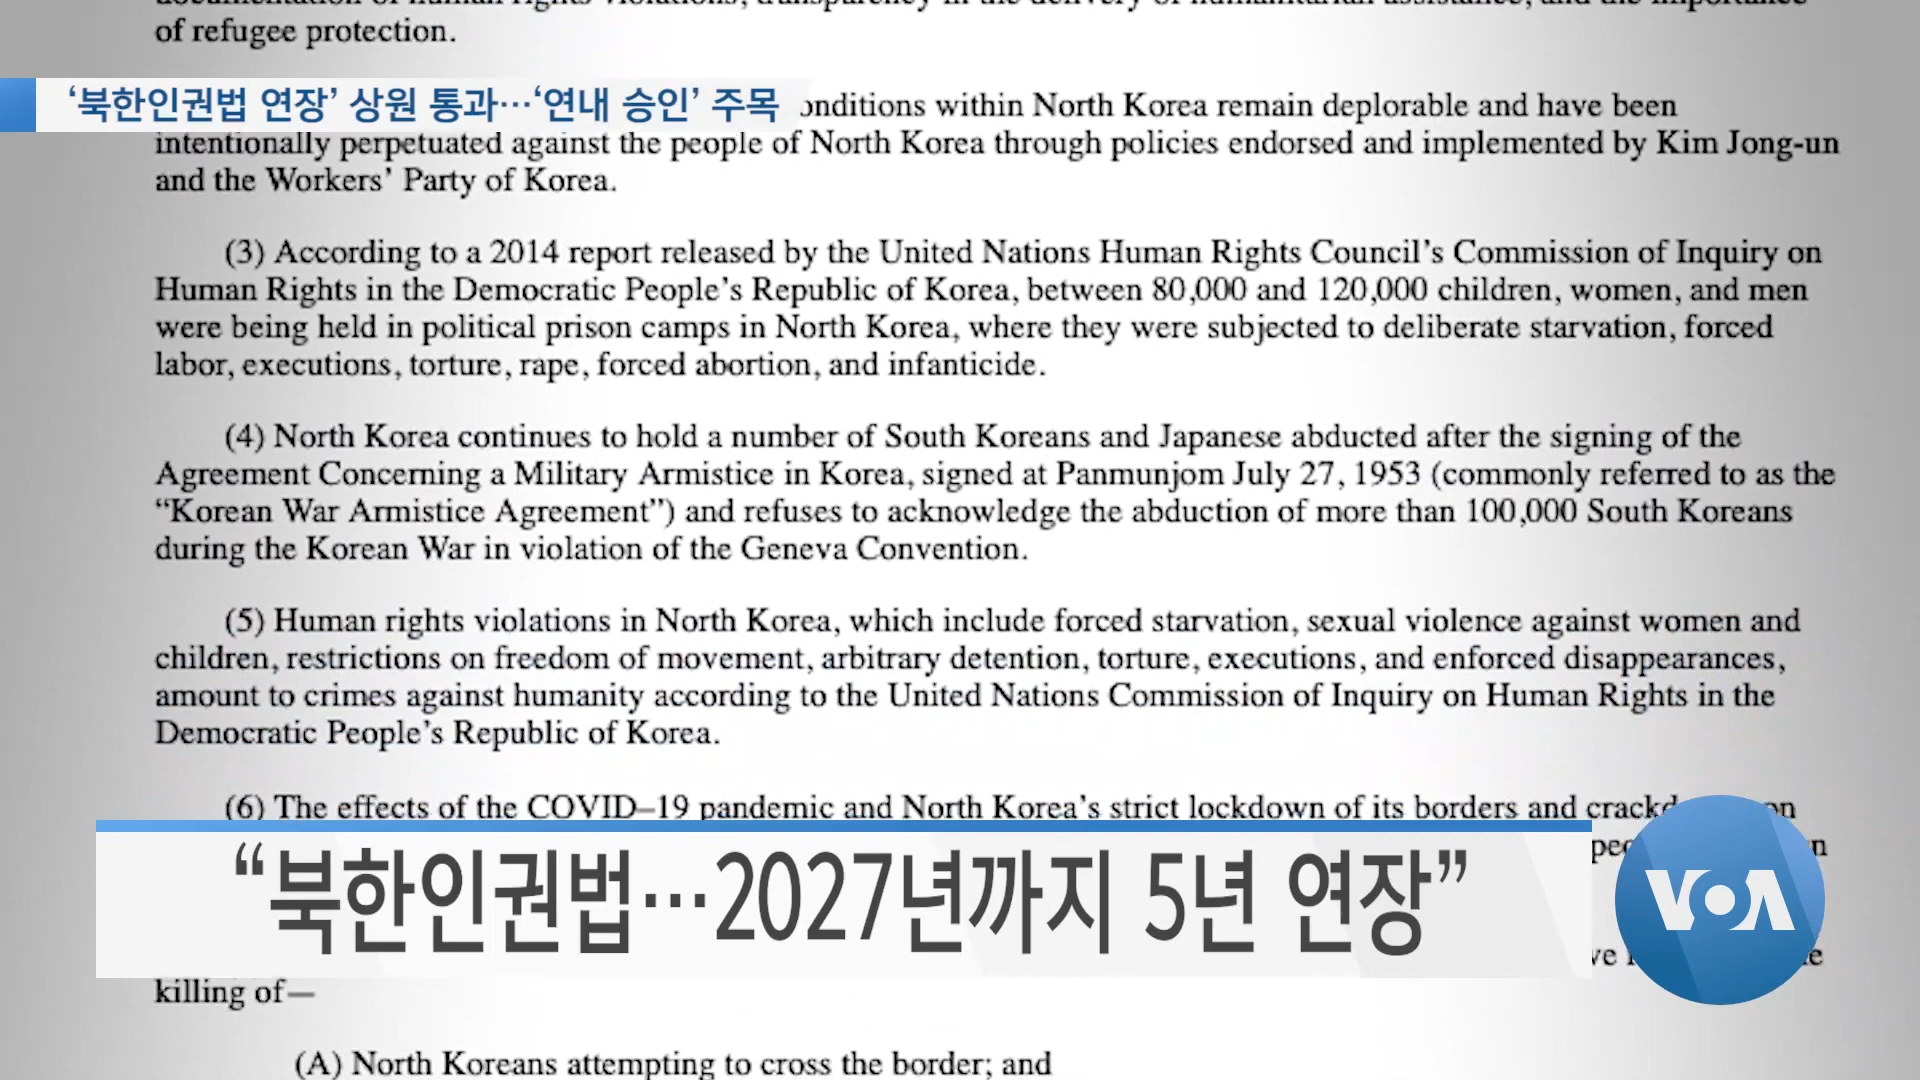 of refugee protection.
‘북한인권법 연장’ 상원 통과…‘연내 승인’ 주목
onditions within North Korea remain deplorable and have been
intentionally perpetuated against the people of North Korea through policies endorsed and implemented by Kim Jong-un
and the Workers’ Party of Korea.
(3) According to a 2014 report released by the United Nations Human Rights Council’s Commission of Inquiry on
Human Rights in the Democratic People’s Republic of Korea, between 80,000 and 120,000 children, women, and men
were being held in political prison camps in North Korea, where they were subjected to deliberate starvation, forced
labor, executions, torture, rape, forced abortion, and infanticide.
(4) North Korea continues to hold a number of South Koreans and Japanese abducted after the signing of the
Agreement Concerning a Military Armistice in Korea, signed at Panmunjom July 27, 1953 (commonly referred to as the
“Korean War Armistice Agreement”) and refuses to acknowledge the abduction of more than 100,000 South Koreans
during the Korean War in violation of the Geneva Convention.
(5) Human rights violations in North Korea, which include forced starvation, sexual violence against women and
children, restrictions on freedom of movement, arbitrary detention, torture, executions, and enforced disappearances,
amount to crimes against humanity according to the United Nations Commission of Inquiry on Human Rights in the
Democratic People’s Republic of Korea.
(6) The effects of the COVID–19 pandemic and North Korea’s strict lockdown of its borders and
“북한인권법…2027년까지 5년 연장”
VOA
killing of—
(A) North Koreans attempting to cross the border; and